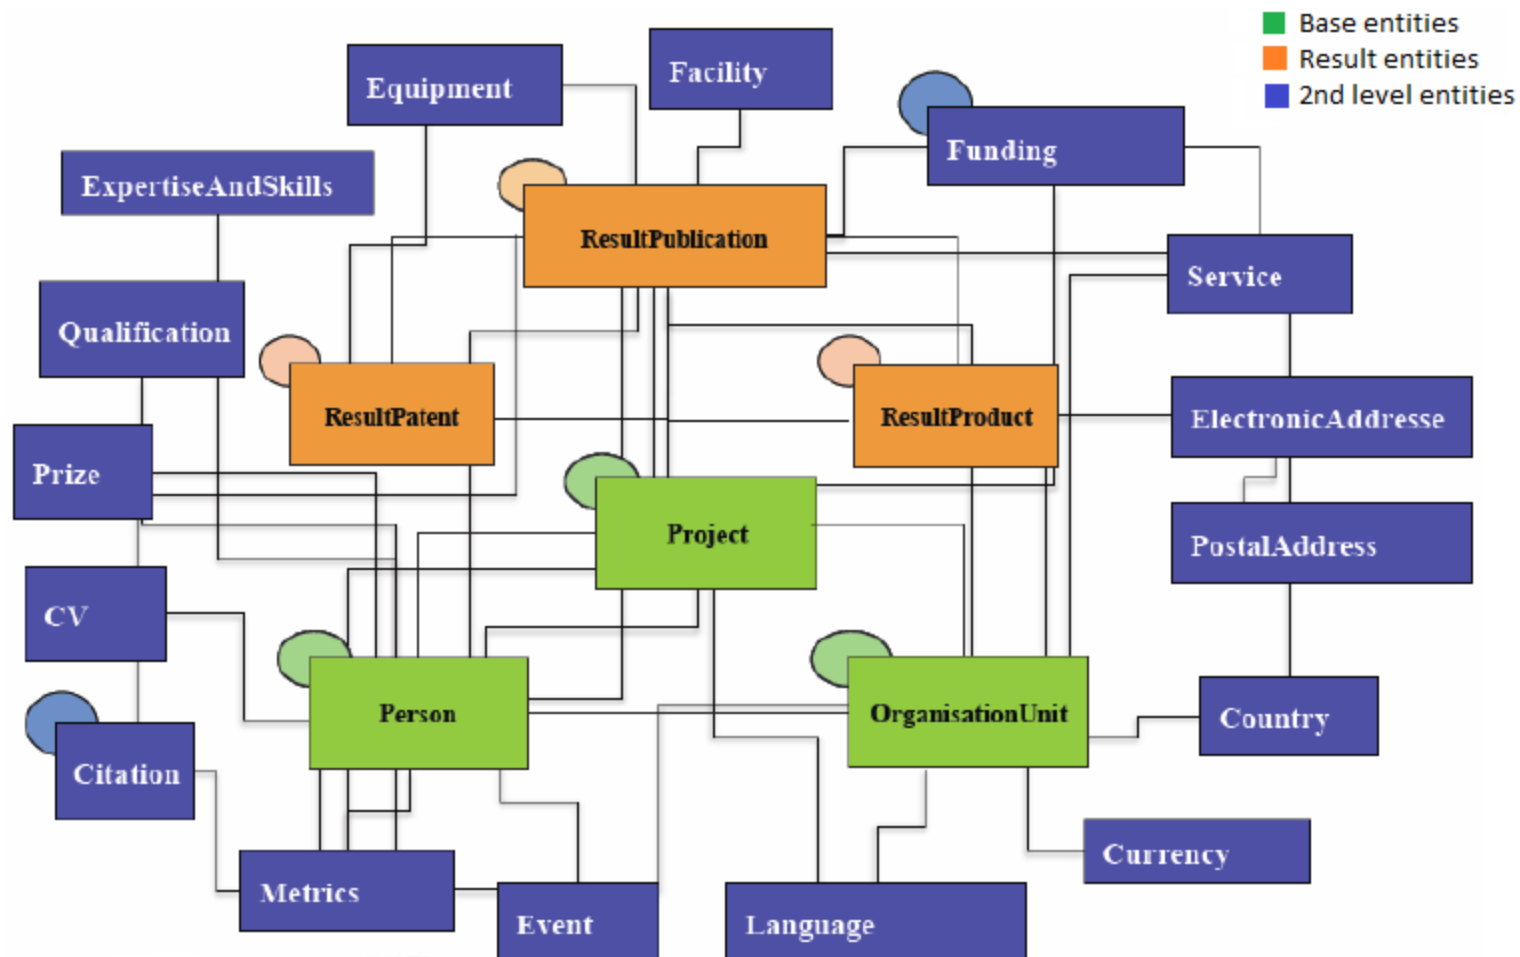 Base entities
Result entities
2nd level entities
Equipment
Facility
Funding
ExpertiseAndSkills
ResultPublication
Service
Qualification
ResultPatent
ResultProduct
ElectronicAddresse
Prize
Project
PostalAddress
CV
Person
OrganisationUnit
Country
Citation
Currency
Metrics
Event
Language